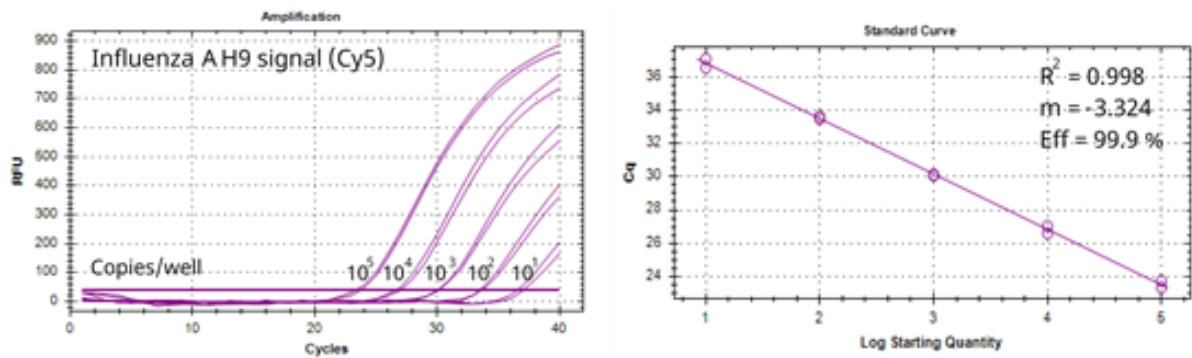 Amplification
Influenza A H9 signal (Cy5)
900
800
700
600
500
400
300
200
100
0
RFU
Copies/well
10⁵ 10⁴ 10³ 10² 10¹
0 10 20 30 40
Cycles
Standard Curve
R² = 0.998
m = -3.324
Eff = 99.9 %
36
34
32
30
28
26
24
Cq
1 2 3 4 5
Log Starting Quantity